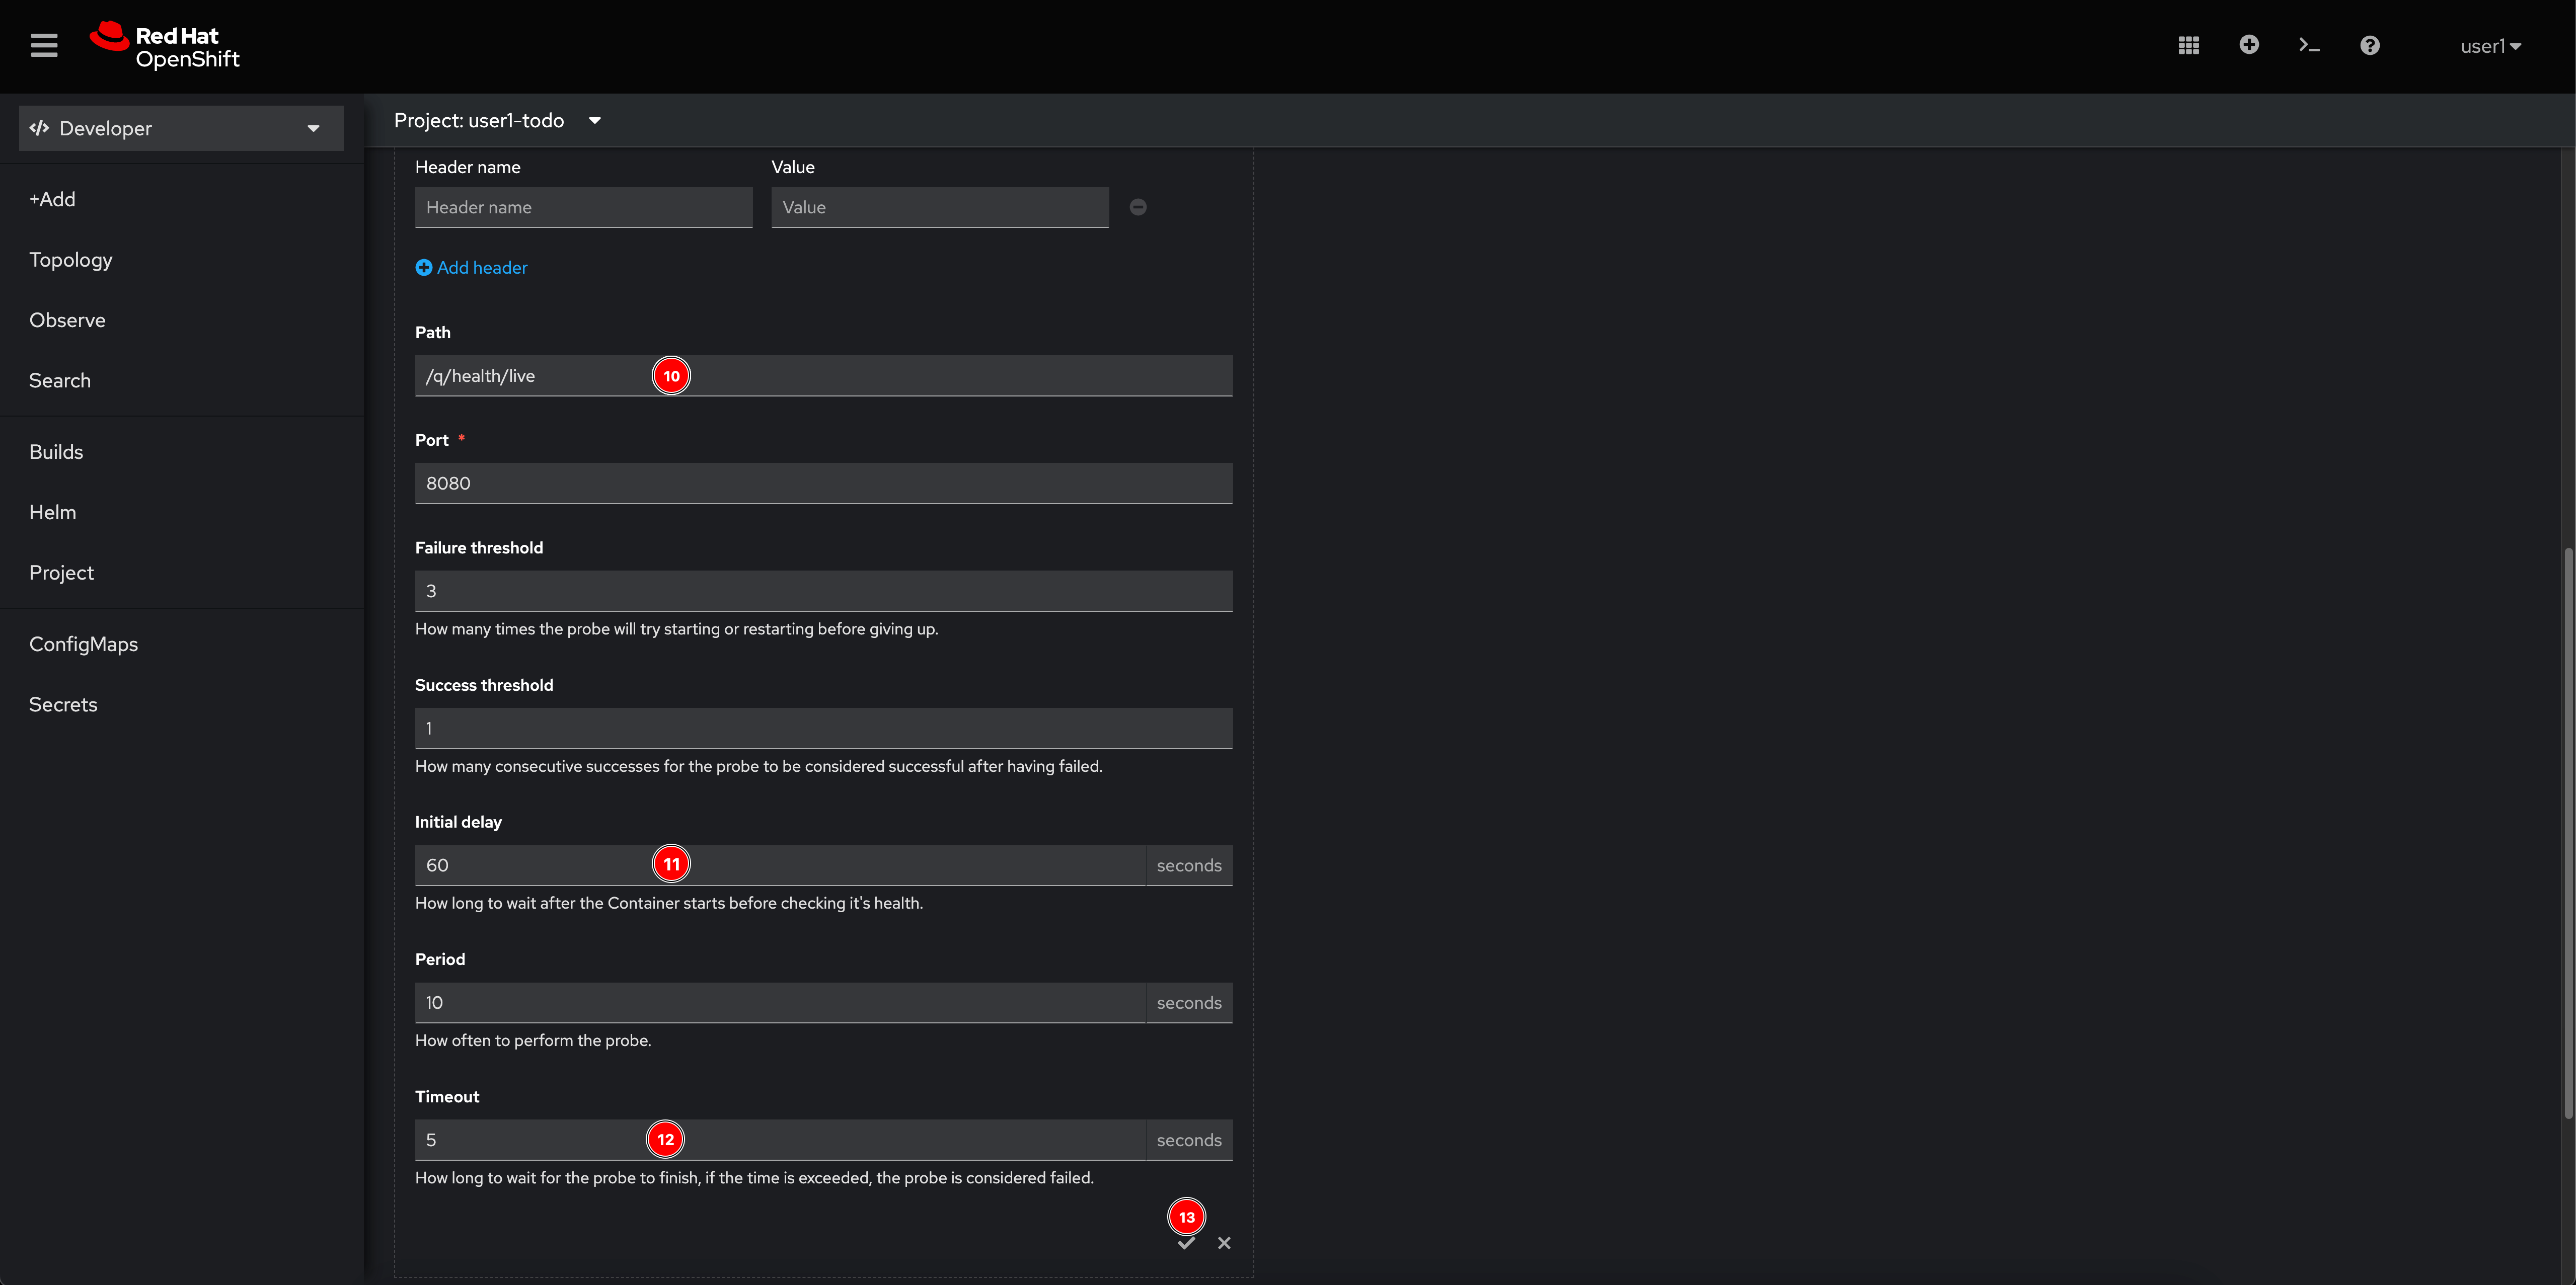 Red Hat
OpenShift
user1
Developer
Project: user1-todo
+Add
Topology
Observe
Search
Builds
Helm
Project
ConfigMaps
Secrets
Header name Value
Header name Value
Add header
Path
/q/health/live 10
Port *
8080
Failure threshold
3
How many times the probe will try starting or restarting before giving up.
Success threshold
1
How many consecutive successes for the probe to be considered successful after having failed.
Initial delay
60 11 seconds
How long to wait after the Container starts before checking it's health.
Period
10 seconds
How often to perform the probe.
Timeout
5 12 seconds
How long to wait for the probe to finish, if the time is exceeded, the probe is considered failed.
13